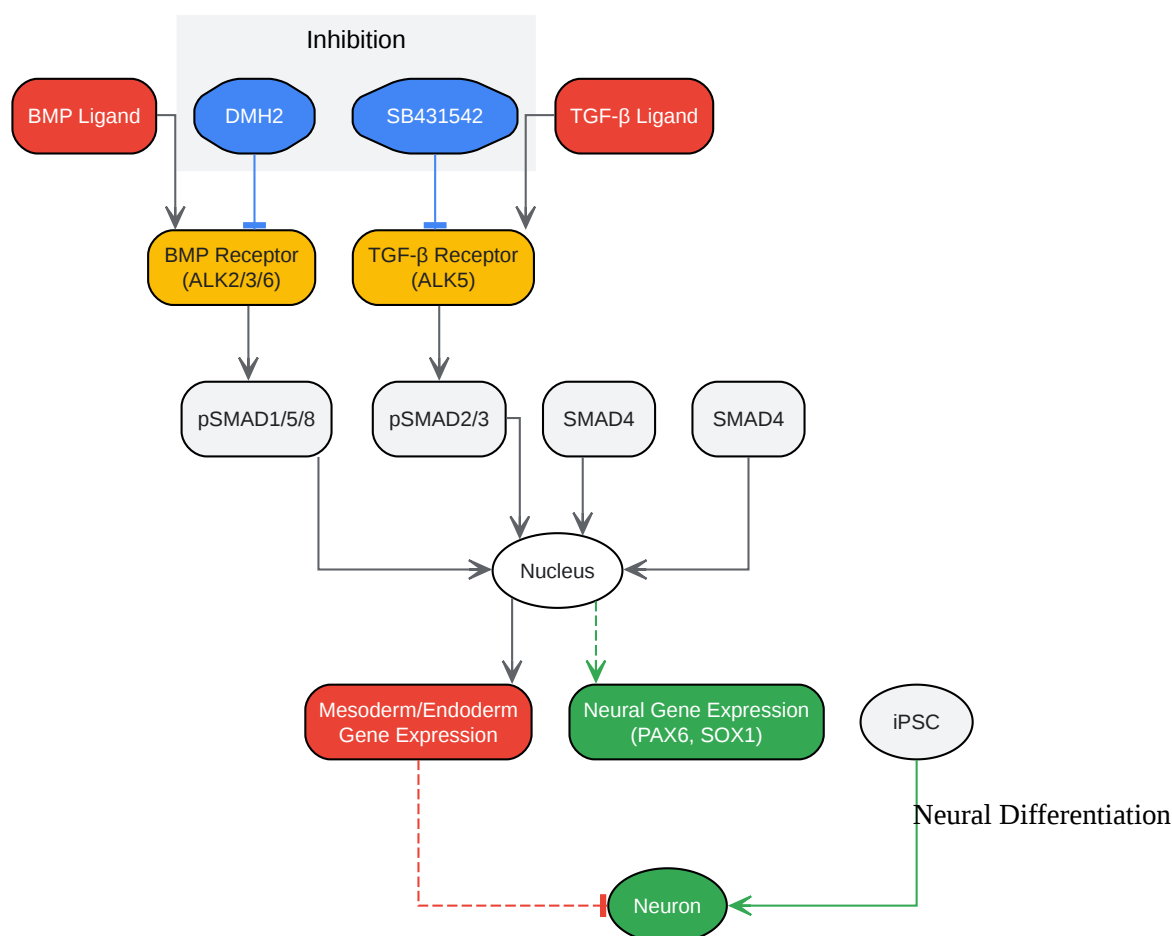 Inhibition
BMP Ligand
DMH2
SB431542
TGF-β Ligand
BMP Receptor
(ALK2/3/6)
TGF-β Receptor
(ALK5)
pSMAD1/5/8
pSMAD2/3
SMAD4
SMAD4
Nucleus
Mesoderm/Endoderm
Gene Expression
Neural Gene Expression
(PAX6, SOX1)
iPSC
Neural Differentiation
Neuron